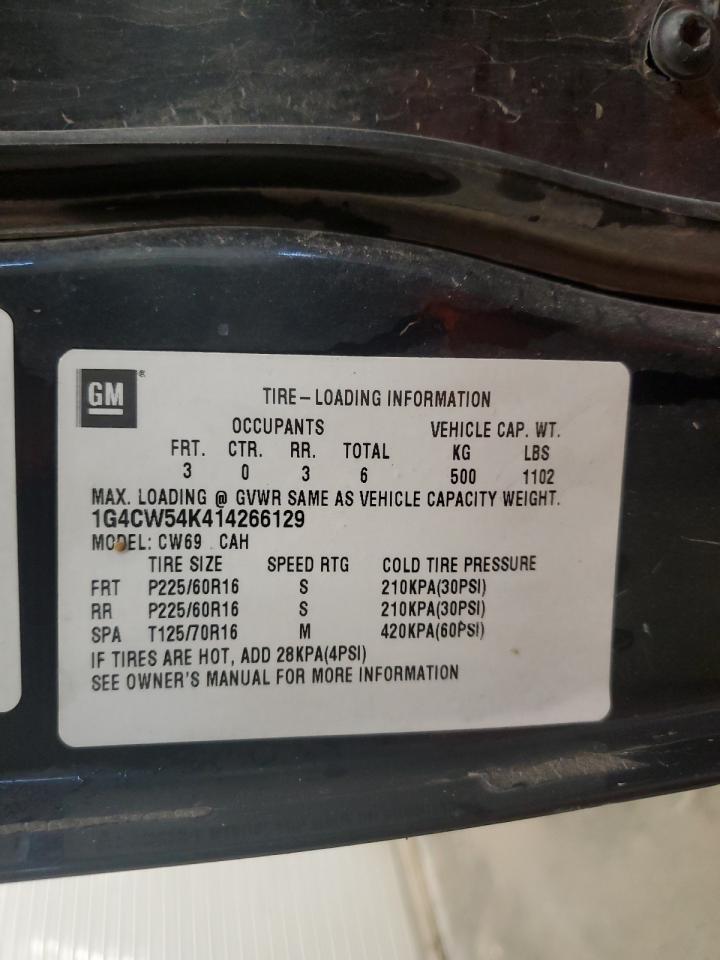 GM ®
TIRE-LOADING INFORMATION
OCCUPANTS VEHICLE CAP. WT.
FRT. CTR. RR. TOTAL KG LBS
3 0 3 6 500 1102
MAX. LOADING @ GVWR SAME AS VEHICLE CAPACITY WEIGHT.
1G4CW54K414266129
MODEL: CW69 CAH
TIRE SIZE SPEED RTG COLD TIRE PRESSURE
FRT P225/60R16 S 210KPA(30PSI)
RR P225/60R16 S 210KPA(30PSI)
SPA T125/70R16 M 420KPA(60PSI)
IF TIRES ARE HOT, ADD 28KPA(4PSI)
SEE OWNER'S MANUAL FOR MORE INFORMATION